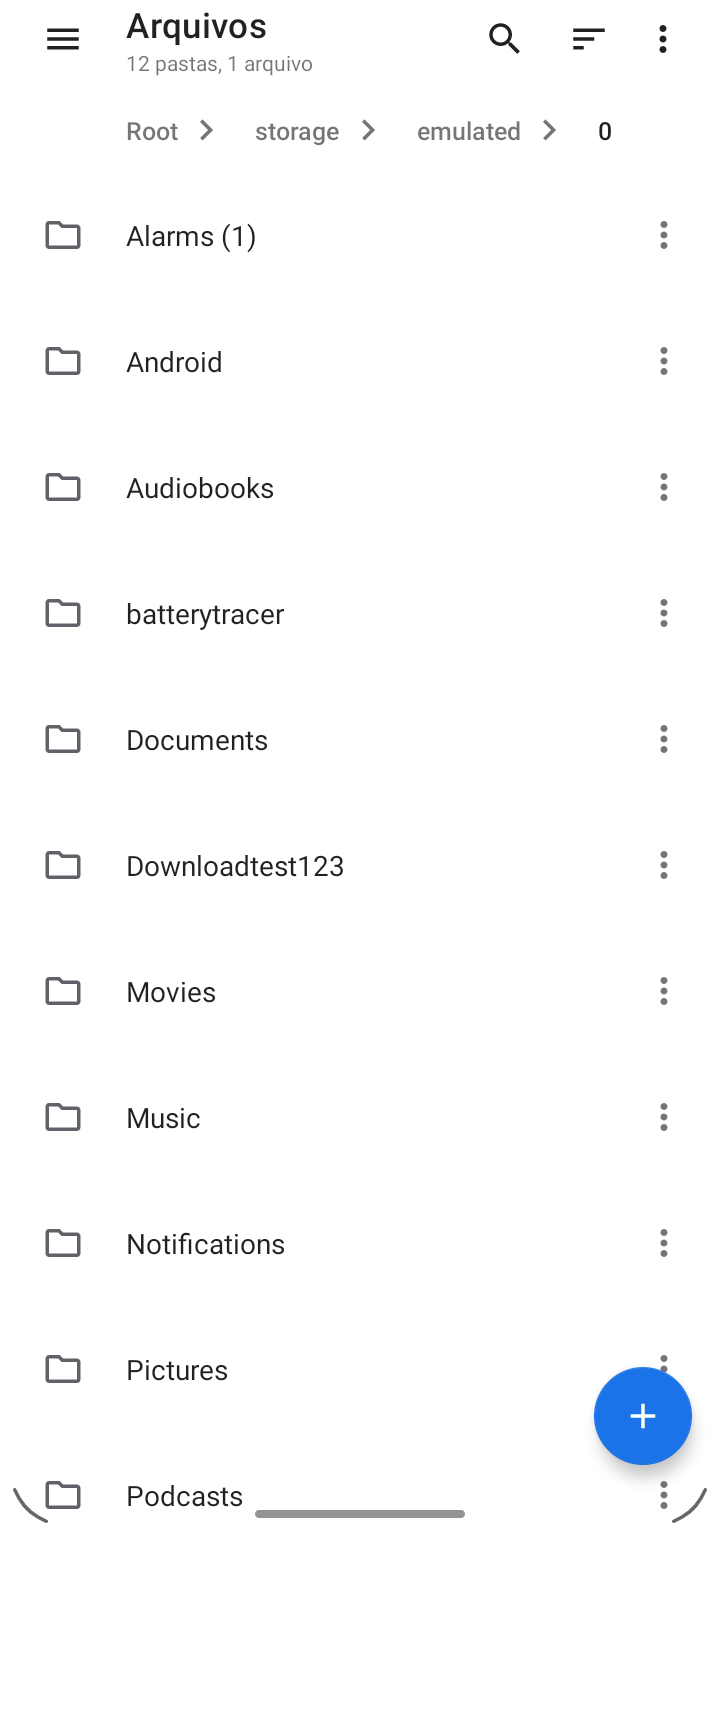 Arquivos
12 pastas, 1 arquivo
Root storage emulated 0
Alarms (1)
Android
Audiobooks
batterytracer
Documents
Downloadtest123
Movies
Music
Notifications
Pictures
Podcasts